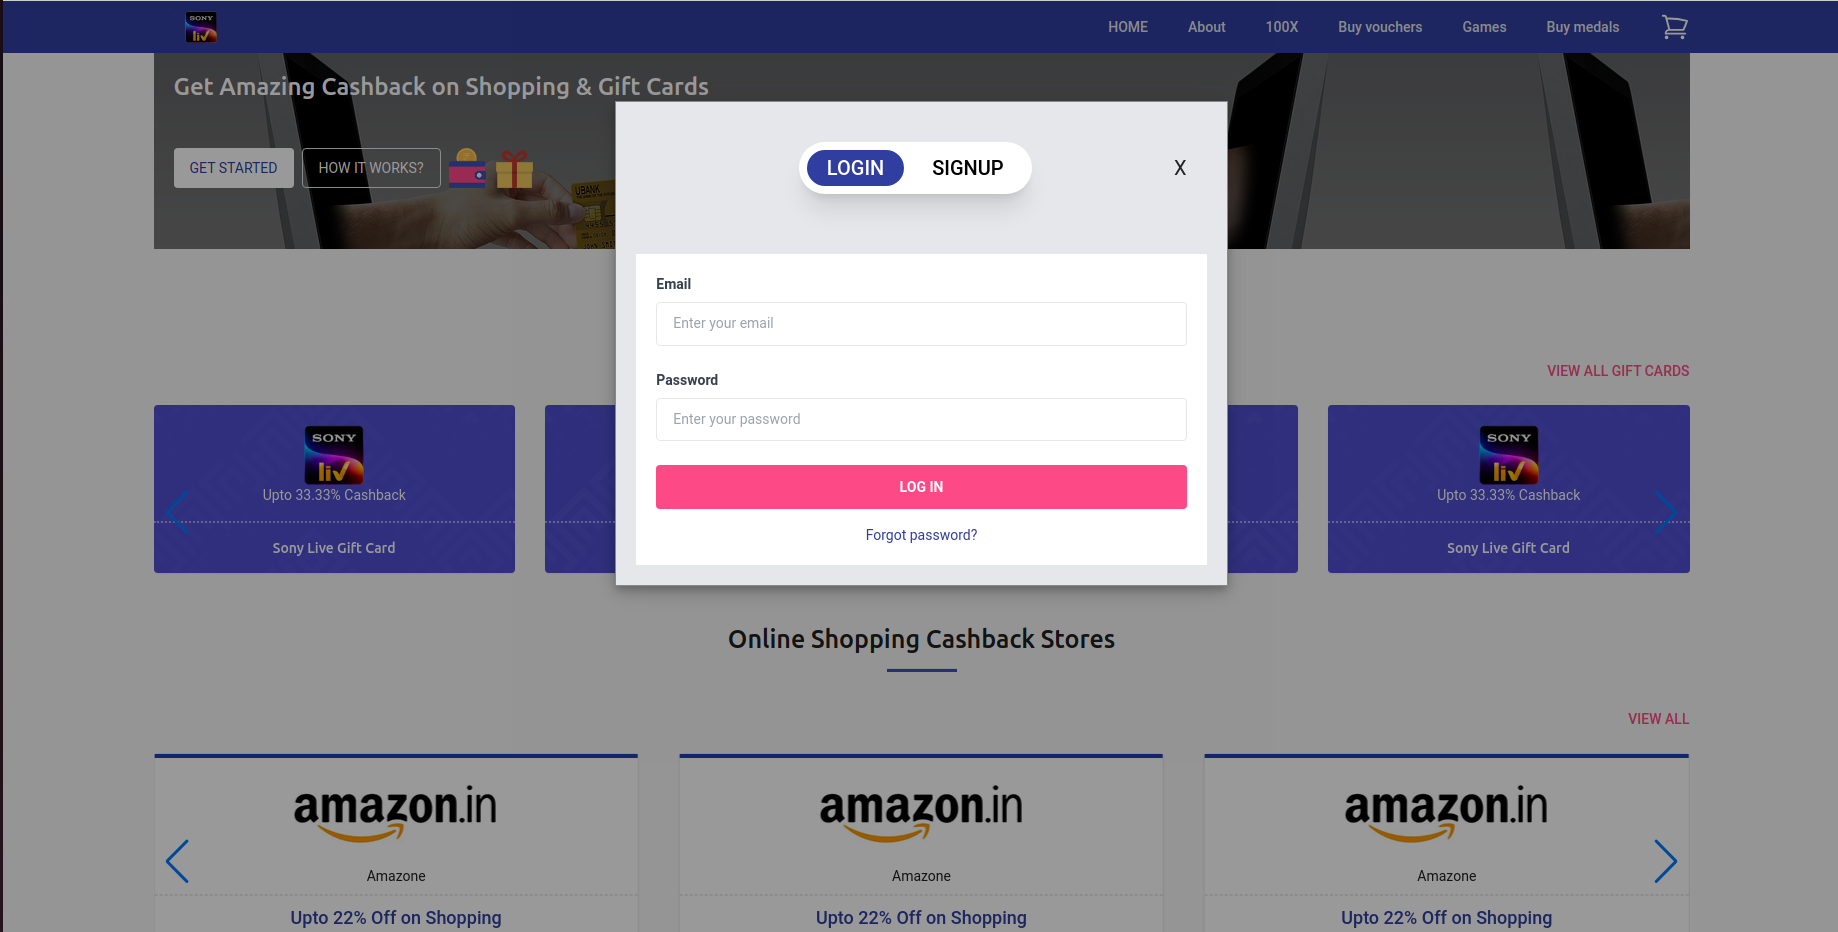 SONY
liv
HOME
About
100X
Buy vouchers
Games
Buy medals
Get Amazing Cashback on Shopping & Gift Cards
GET STARTED
HOW IT WORKS?
UBANK
LOGIN
SIGNUP
X
Email
Enter your email
Password
Enter your password
LOG IN
Forgot password?
VIEW ALL GIFT CARDS
SONY
liv
Upto 33.33% Cashback
Sony Live Gift Card
SONY
liv
Upto 33.33% Cashback
Sony Live Gift Card
Online Shopping Cashback Stores
VIEW ALL
amazon.in
Amazone
Upto 22% Off on Shopping
amazon.in
Amazone
Upto 22% Off on Shopping
amazon.in
Amazone
Upto 22% Off on Shopping